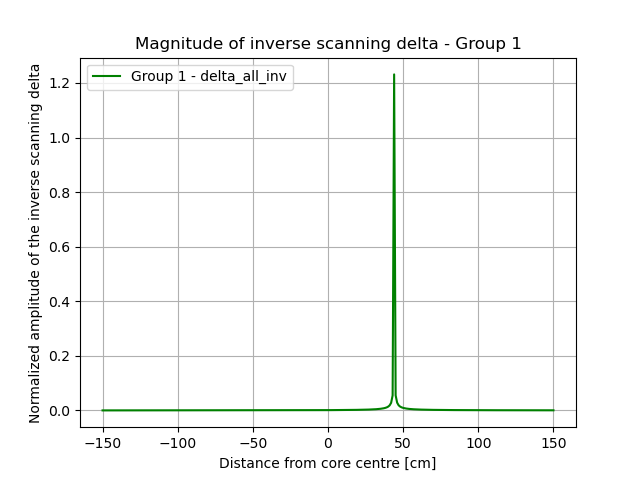 Magnitude of inverse scanning delta - Group 1
Group 1 - delta_all_inv
Normalized amplitude of the inverse scanning delta
1.2
1.0
0.8
0.6
0.4
0.2
0.0
−150 −100 −50 0 50 100 150
Distance from core centre [cm]